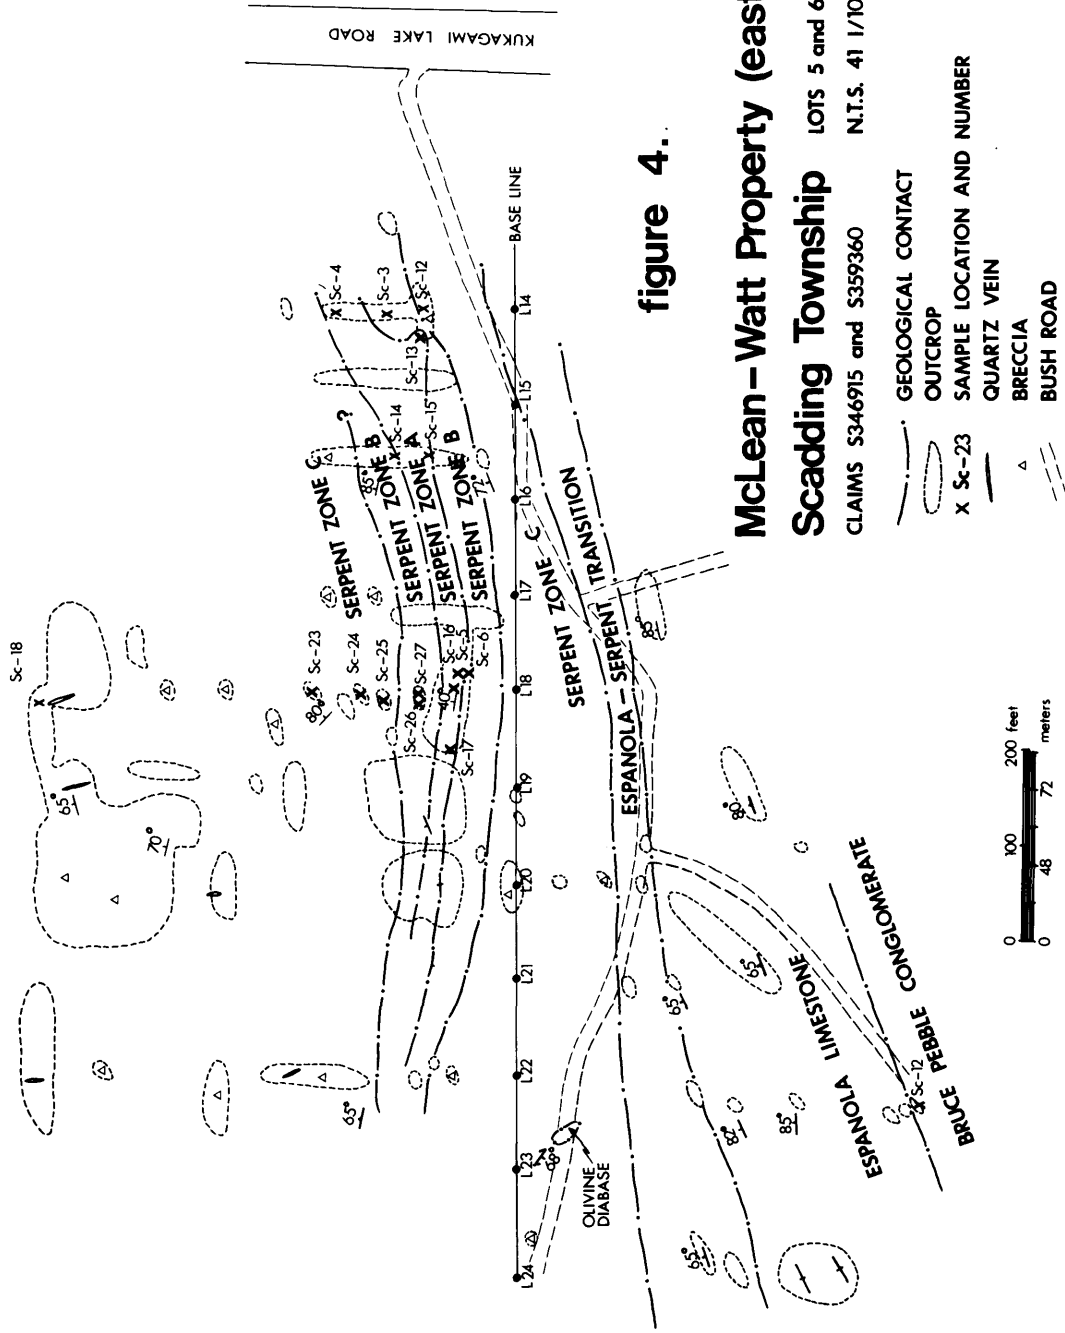 KUKAGAMI LAKE ROAD
BASE LINE
figure 4.
McLean-Watt Property (east
Scadding Township LOTS 5 and 6
CLAIMS S346915 and S359360 N.T.S. 41 I/10
GEOLOGICAL CONTACT
OUTCROP
x Sc-23 SAMPLE LOCATION AND NUMBER
QUARTZ VEIN
BRECCIA
BUSH ROAD
Sc-4
Sc-3
Sc-12
Sc-13
Sc-14
Sc-15
Sc-16
Sc-5
Sc-6
Sc-17
Sc-18
Sc-23
Sc-24
Sc-25
Sc-26
Sc-27
Sc-12
L14
L15
L16
L17
L18
L19
L20
L21
L22
L23
L24
SERPENT ZONE C
?
SERPENT ZONE B
SERPENT ZONE A
SERPENT ZONE B
SERPENT ZONE C
ESPANOLA-SERPENT TRANSITION
ESPANOLA LIMESTONE
BRUCE PEBBLE CONGLOMERATE
OLIVINE
DIABASE
85°
72°
80°
40°
65°
70°
65°
85°
80°
65°
65°
82°
85°
68°
65°
0 100 200 feet
0 48 72 meters